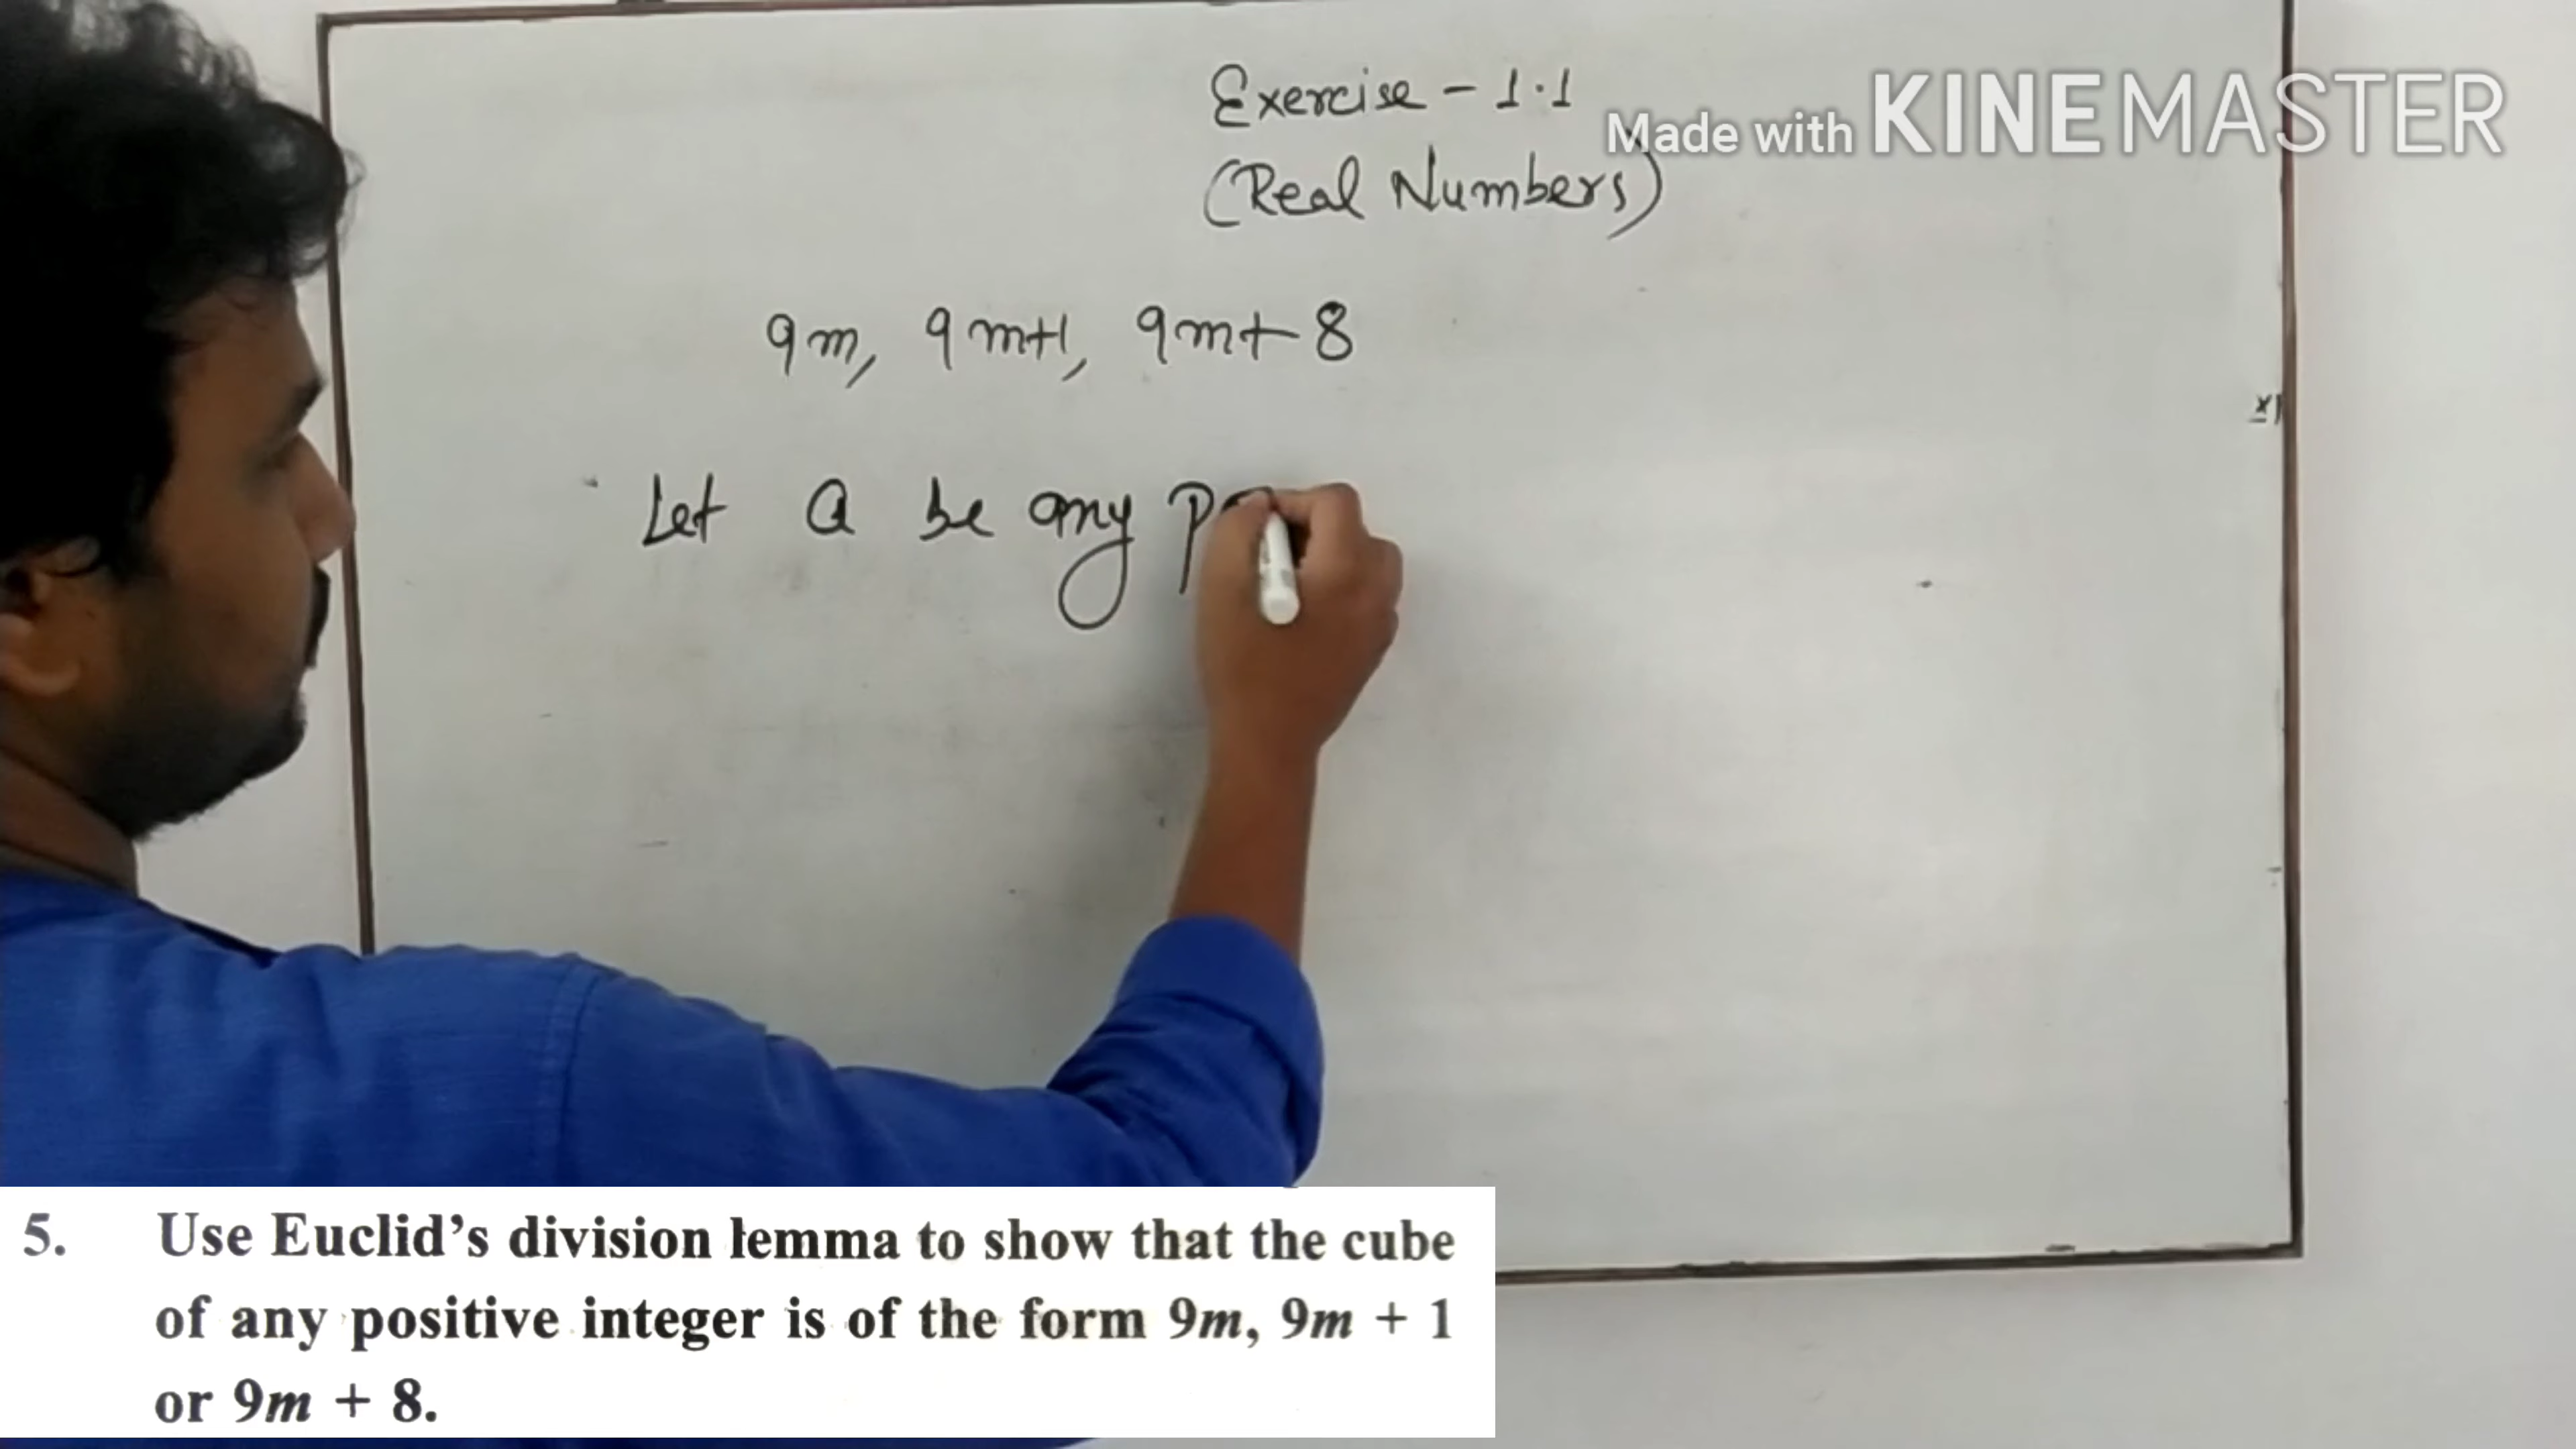 Exercise - 1.1
Made with KINEMASTER
(Real Numbers)
9m, 9m+1, 9m+8
Let a be any
5. Use Euclid's division lemma to show that the cube
of any positive integer is of the form 9m, 9m + 1
or 9m + 8.